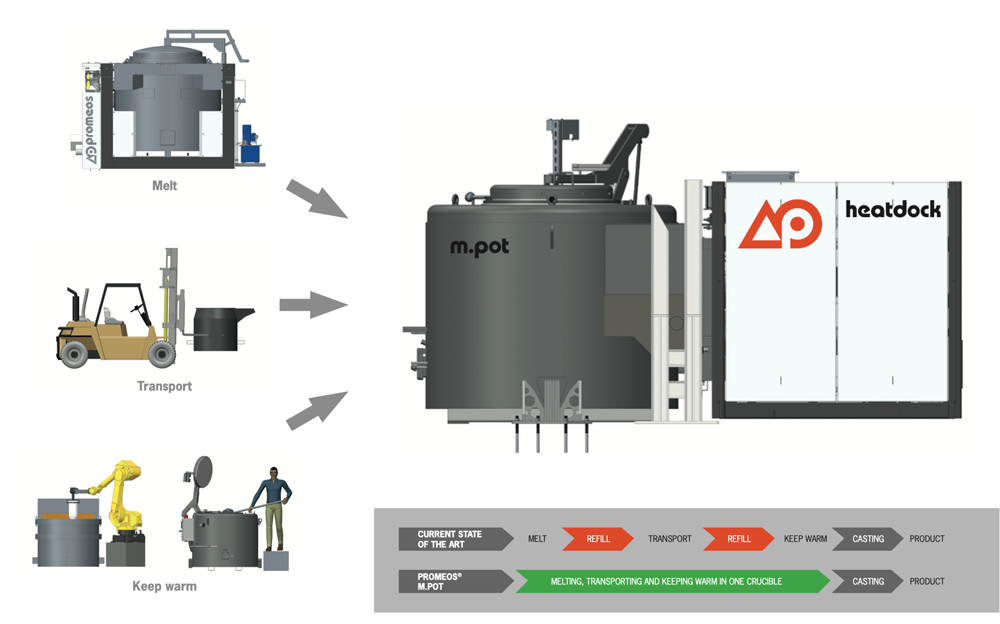 promeos
Melt
Transport
Keep warm
m.pot
heatdock
CURRENT STATE
OF THE ART
MELT
REFILL
TRANSPORT
REFILL
KEEP WARM
CASTING
PRODUCT
PROMEOS®
M.POT
MELTING, TRANSPORTING AND KEEPING WARM IN ONE CRUCIBLE
CASTING
PRODUCT